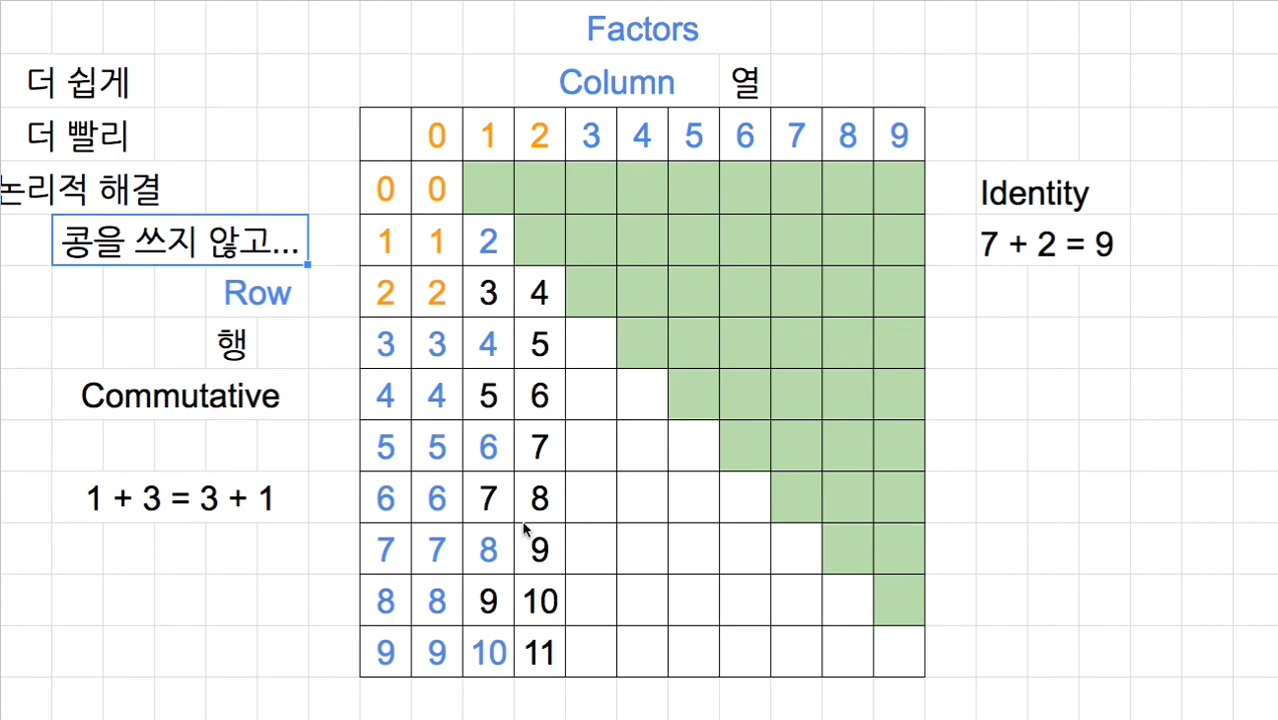 Factors
더 쉽게 Column 열
더 빨리 0 1 2 3 4 5 6 7 8 9
논리적 해결 0 0 Identity
콩을 쓰지 않고... 1 1 2 7 + 2 = 9
Row 2 2 3 4
행 3 3 4 5
Commutative 4 4 5 6
5 5 6 7
1 + 3 = 3 + 1 6 6 7 8
7 7 8 9
8 8 9 10
9 9 10 11